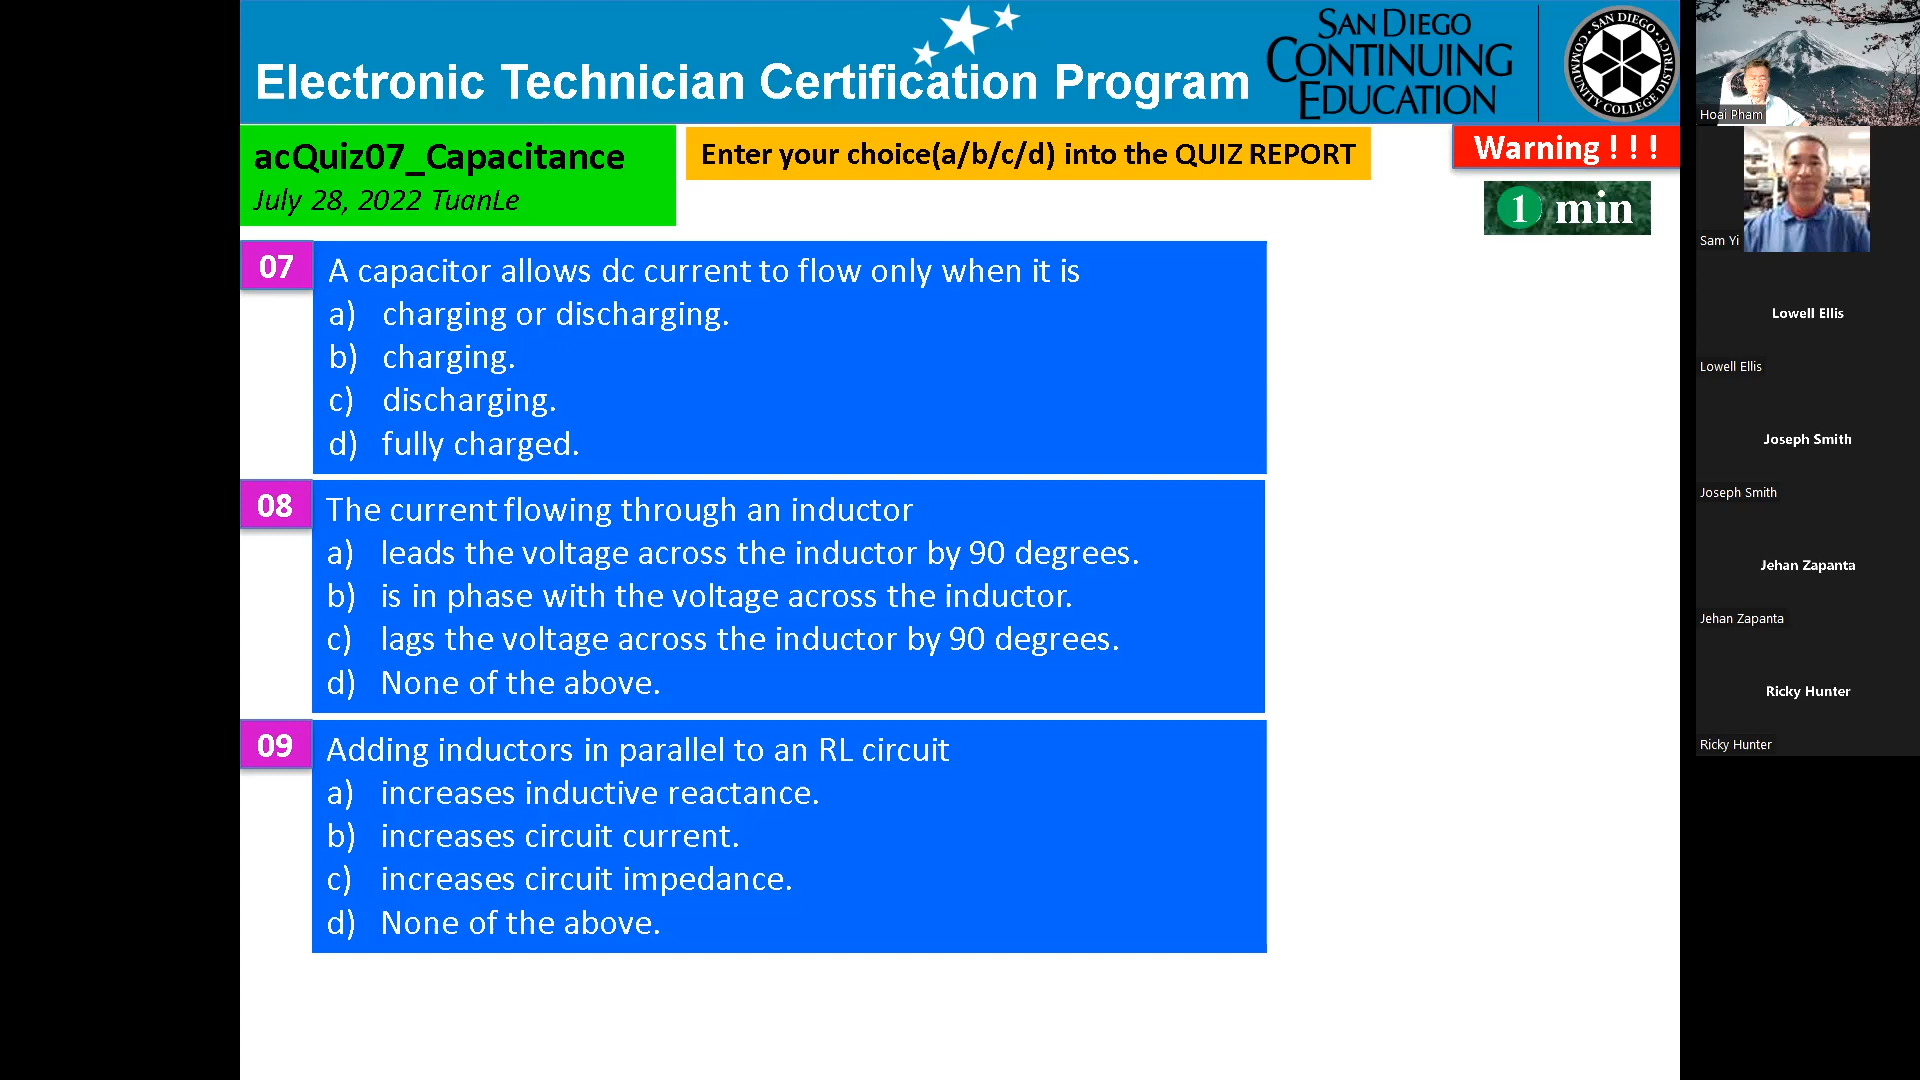 Electronic Technician Certification Program
SAN DIEGO
CONTINUING
EDUCATION
SAN DIEGO
COMMUNITY COLLEGE DISTRICT
acQuiz07_Capacitance
July 28, 2022 TuanLe
Enter your choice(a/b/c/d) into the QUIZ REPORT
Warning ! ! !
1 min
07
A capacitor allows dc current to flow only when it is
a) charging or discharging.
b) charging.
c) discharging.
d) fully charged.
08
The current flowing through an inductor
a) leads the voltage across the inductor by 90 degrees.
b) is in phase with the voltage across the inductor.
c) lags the voltage across the inductor by 90 degrees.
d) None of the above.
09
Adding inductors in parallel to an RL circuit
a) increases inductive reactance.
b) increases circuit current.
c) increases circuit impedance.
d) None of the above.
Hoai Pham
Sam Yi
Lowell Ellis
Lowell Ellis
Joseph Smith
Joseph Smith
Jehan Zapanta
Jehan Zapanta
Ricky Hunter
Ricky Hunter